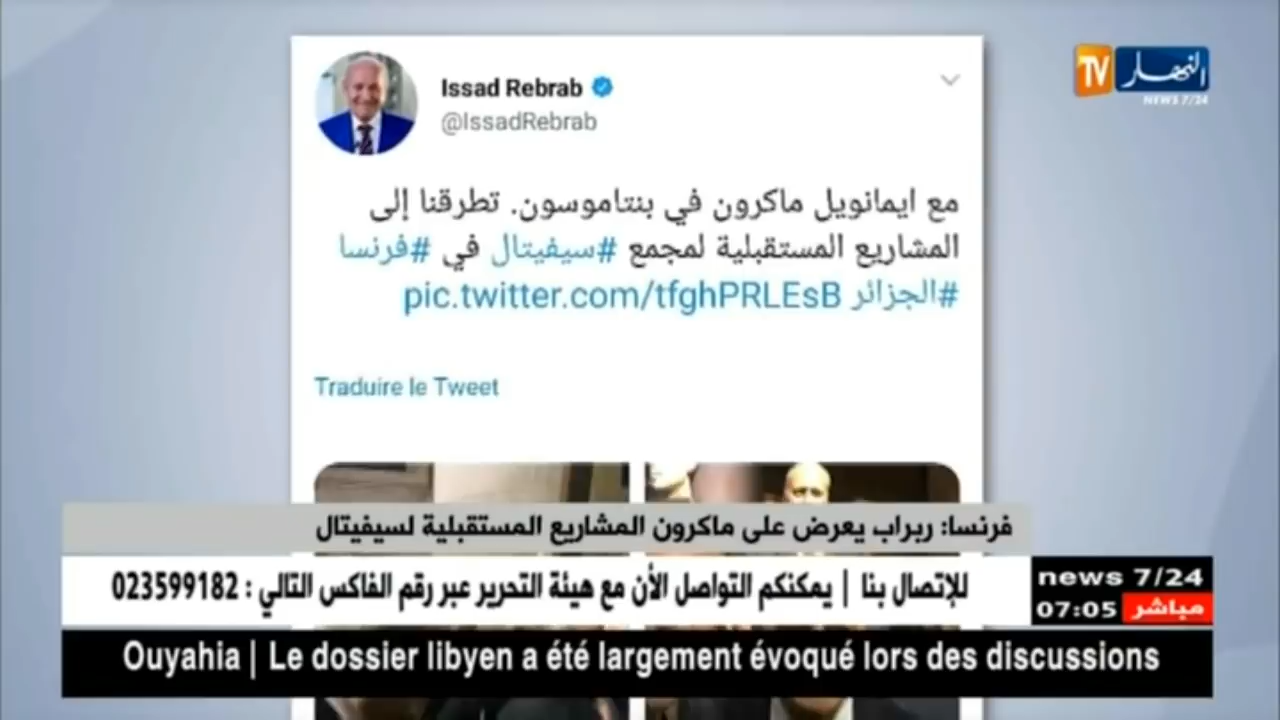 Issad Rebrab
@IssadRebrab
TV النهار
NEWS 7/24
مع ايمانويل ماكرون في بنتاموسون. تطرقنا إلى
المشاريع المستقبلية لمجمع #سيفيتال في #فرنسا
#الجزائر pic.twitter.com/tfghPRLEsB
Traduire le Tweet
فرنسا: ربراب يعرض على ماكرون المشاريع المستقبلية لسيفيتال
للإتصال بنا | يمكنكم التواصل الأن مع هيئة التحرير عبر رقم الفاكس التالي : 023599182
news 7/24
07:05 مباشر
Ouyahia | Le dossier libyen a été largement évoqué lors des discussions